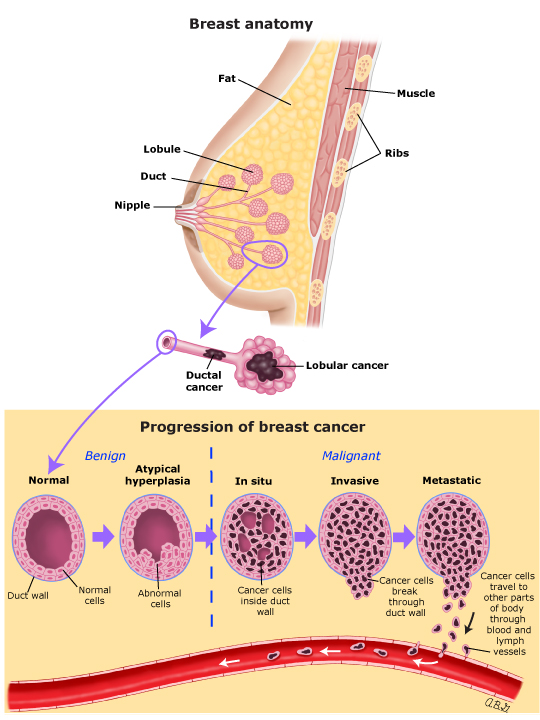 Breast anatomy
Fat
Muscle
Lobule
Ribs
Duct
Nipple
Ductal
cancer
Lobular cancer
Progression of breast cancer
Benign
Malignant
Normal
Atypical
hyperplasia
In situ
Invasive
Metastatic
Duct wall
Normal
cells
Abnormal
cells
Cancer cells
inside duct
wall
Cancer cells
break
through
duct wall
Cancer cells
travel to
other parts
of body
through
blood and
lymph
vessels